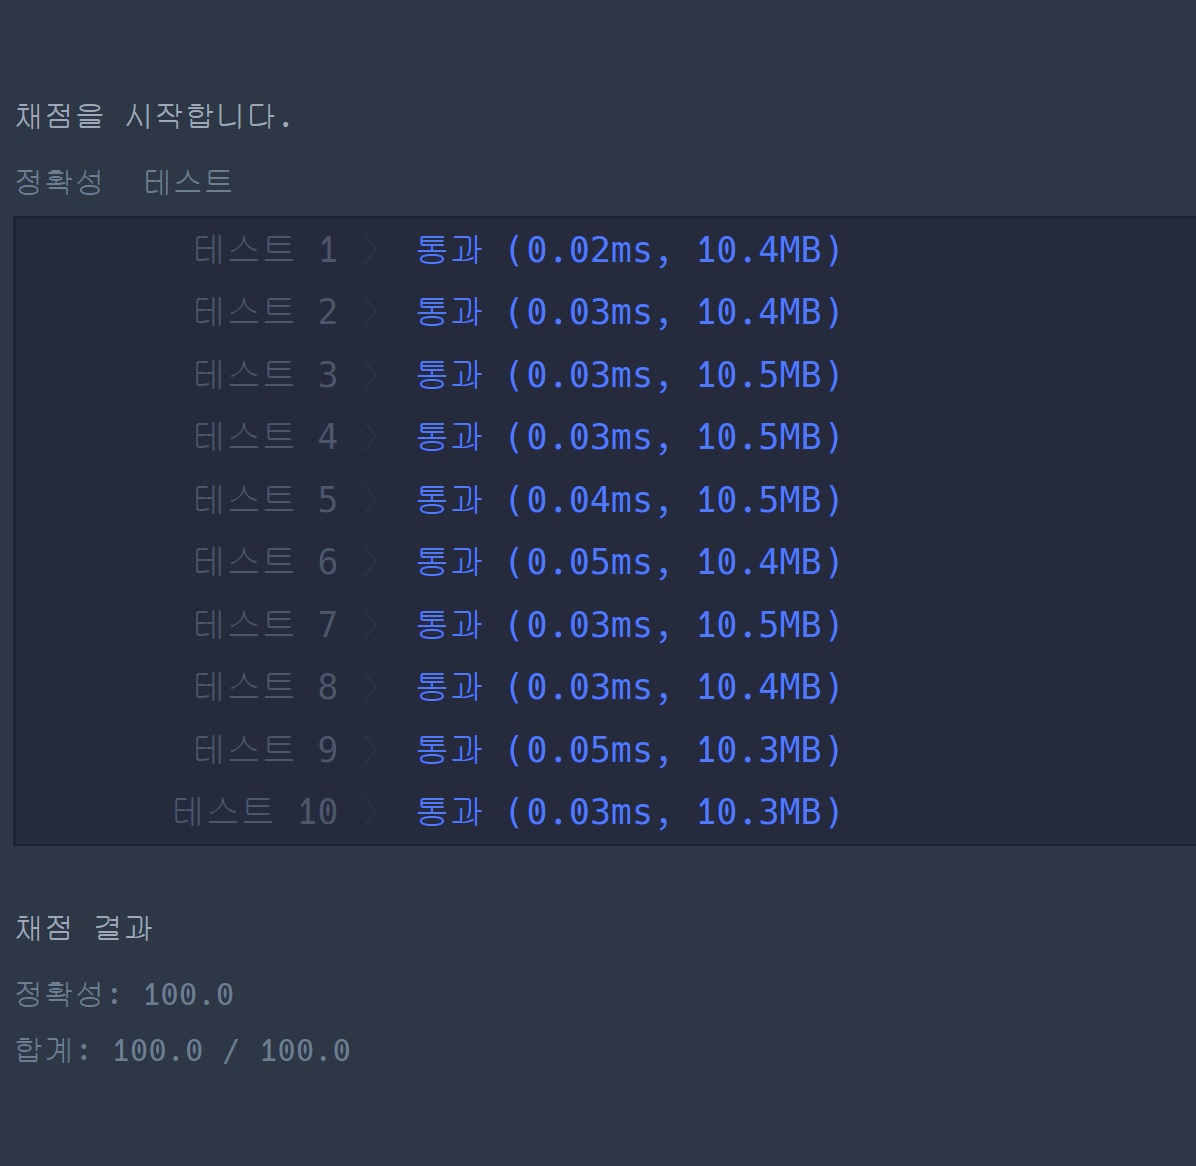 채점을 시작합니다.
정확성 테스트
테스트 1 〉 통과 (0.02ms, 10.4MB)
테스트 2 〉 통과 (0.03ms, 10.4MB)
테스트 3 〉 통과 (0.03ms, 10.5MB)
테스트 4 〉 통과 (0.03ms, 10.5MB)
테스트 5 〉 통과 (0.04ms, 10.5MB)
테스트 6 〉 통과 (0.05ms, 10.4MB)
테스트 7 〉 통과 (0.03ms, 10.5MB)
테스트 8 〉 통과 (0.03ms, 10.4MB)
테스트 9 〉 통과 (0.05ms, 10.3MB)
테스트 10 〉 통과 (0.03ms, 10.3MB)
채점 결과
정확성: 100.0
합계: 100.0 / 100.0